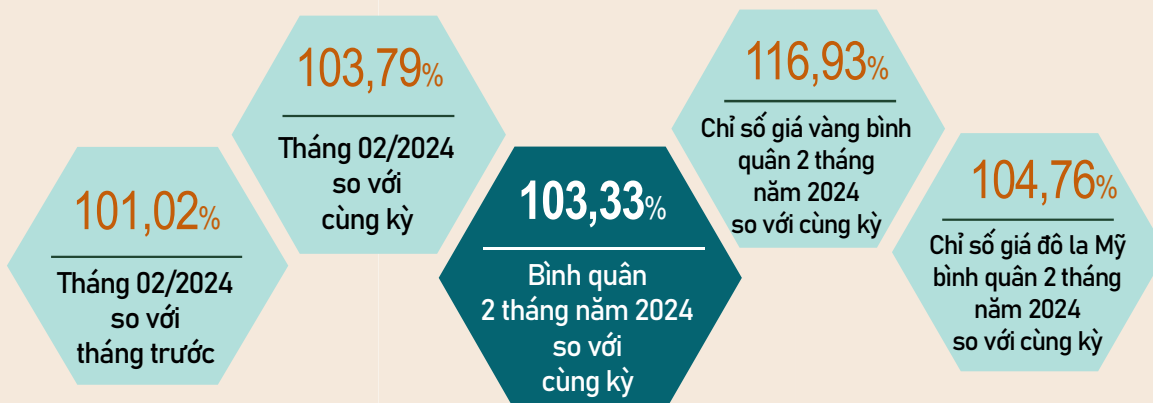 101,02%
Tháng 02/2024
so với
tháng trước
103,79%
Tháng 02/2024
so với
cùng kỳ
103,33%
Bình quân
2 tháng năm 2024
so với
cùng kỳ
116,93%
Chỉ số giá vàng bình
quân 2 tháng
năm 2024
so với cùng kỳ
104,76%
Chỉ số giá đô la Mỹ
bình quân 2 tháng
năm 2024
so với cùng kỳ